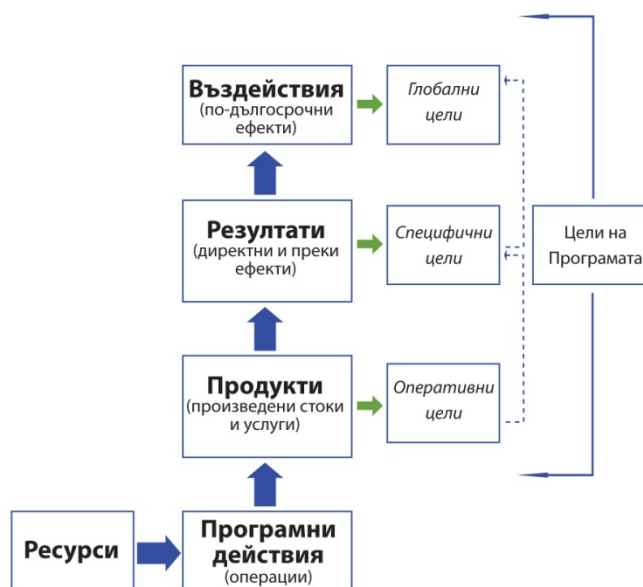 Въздействия
(по-дългосрочни
ефекти)
Глобални
цели
Резултати
(директни и преки
ефекти)
Специфични
цели
Цели на
Програмата
Продукти
(произведени стоки
и услуги)
Оперативни
цели
Ресурси
Програмни
действия
(операции)